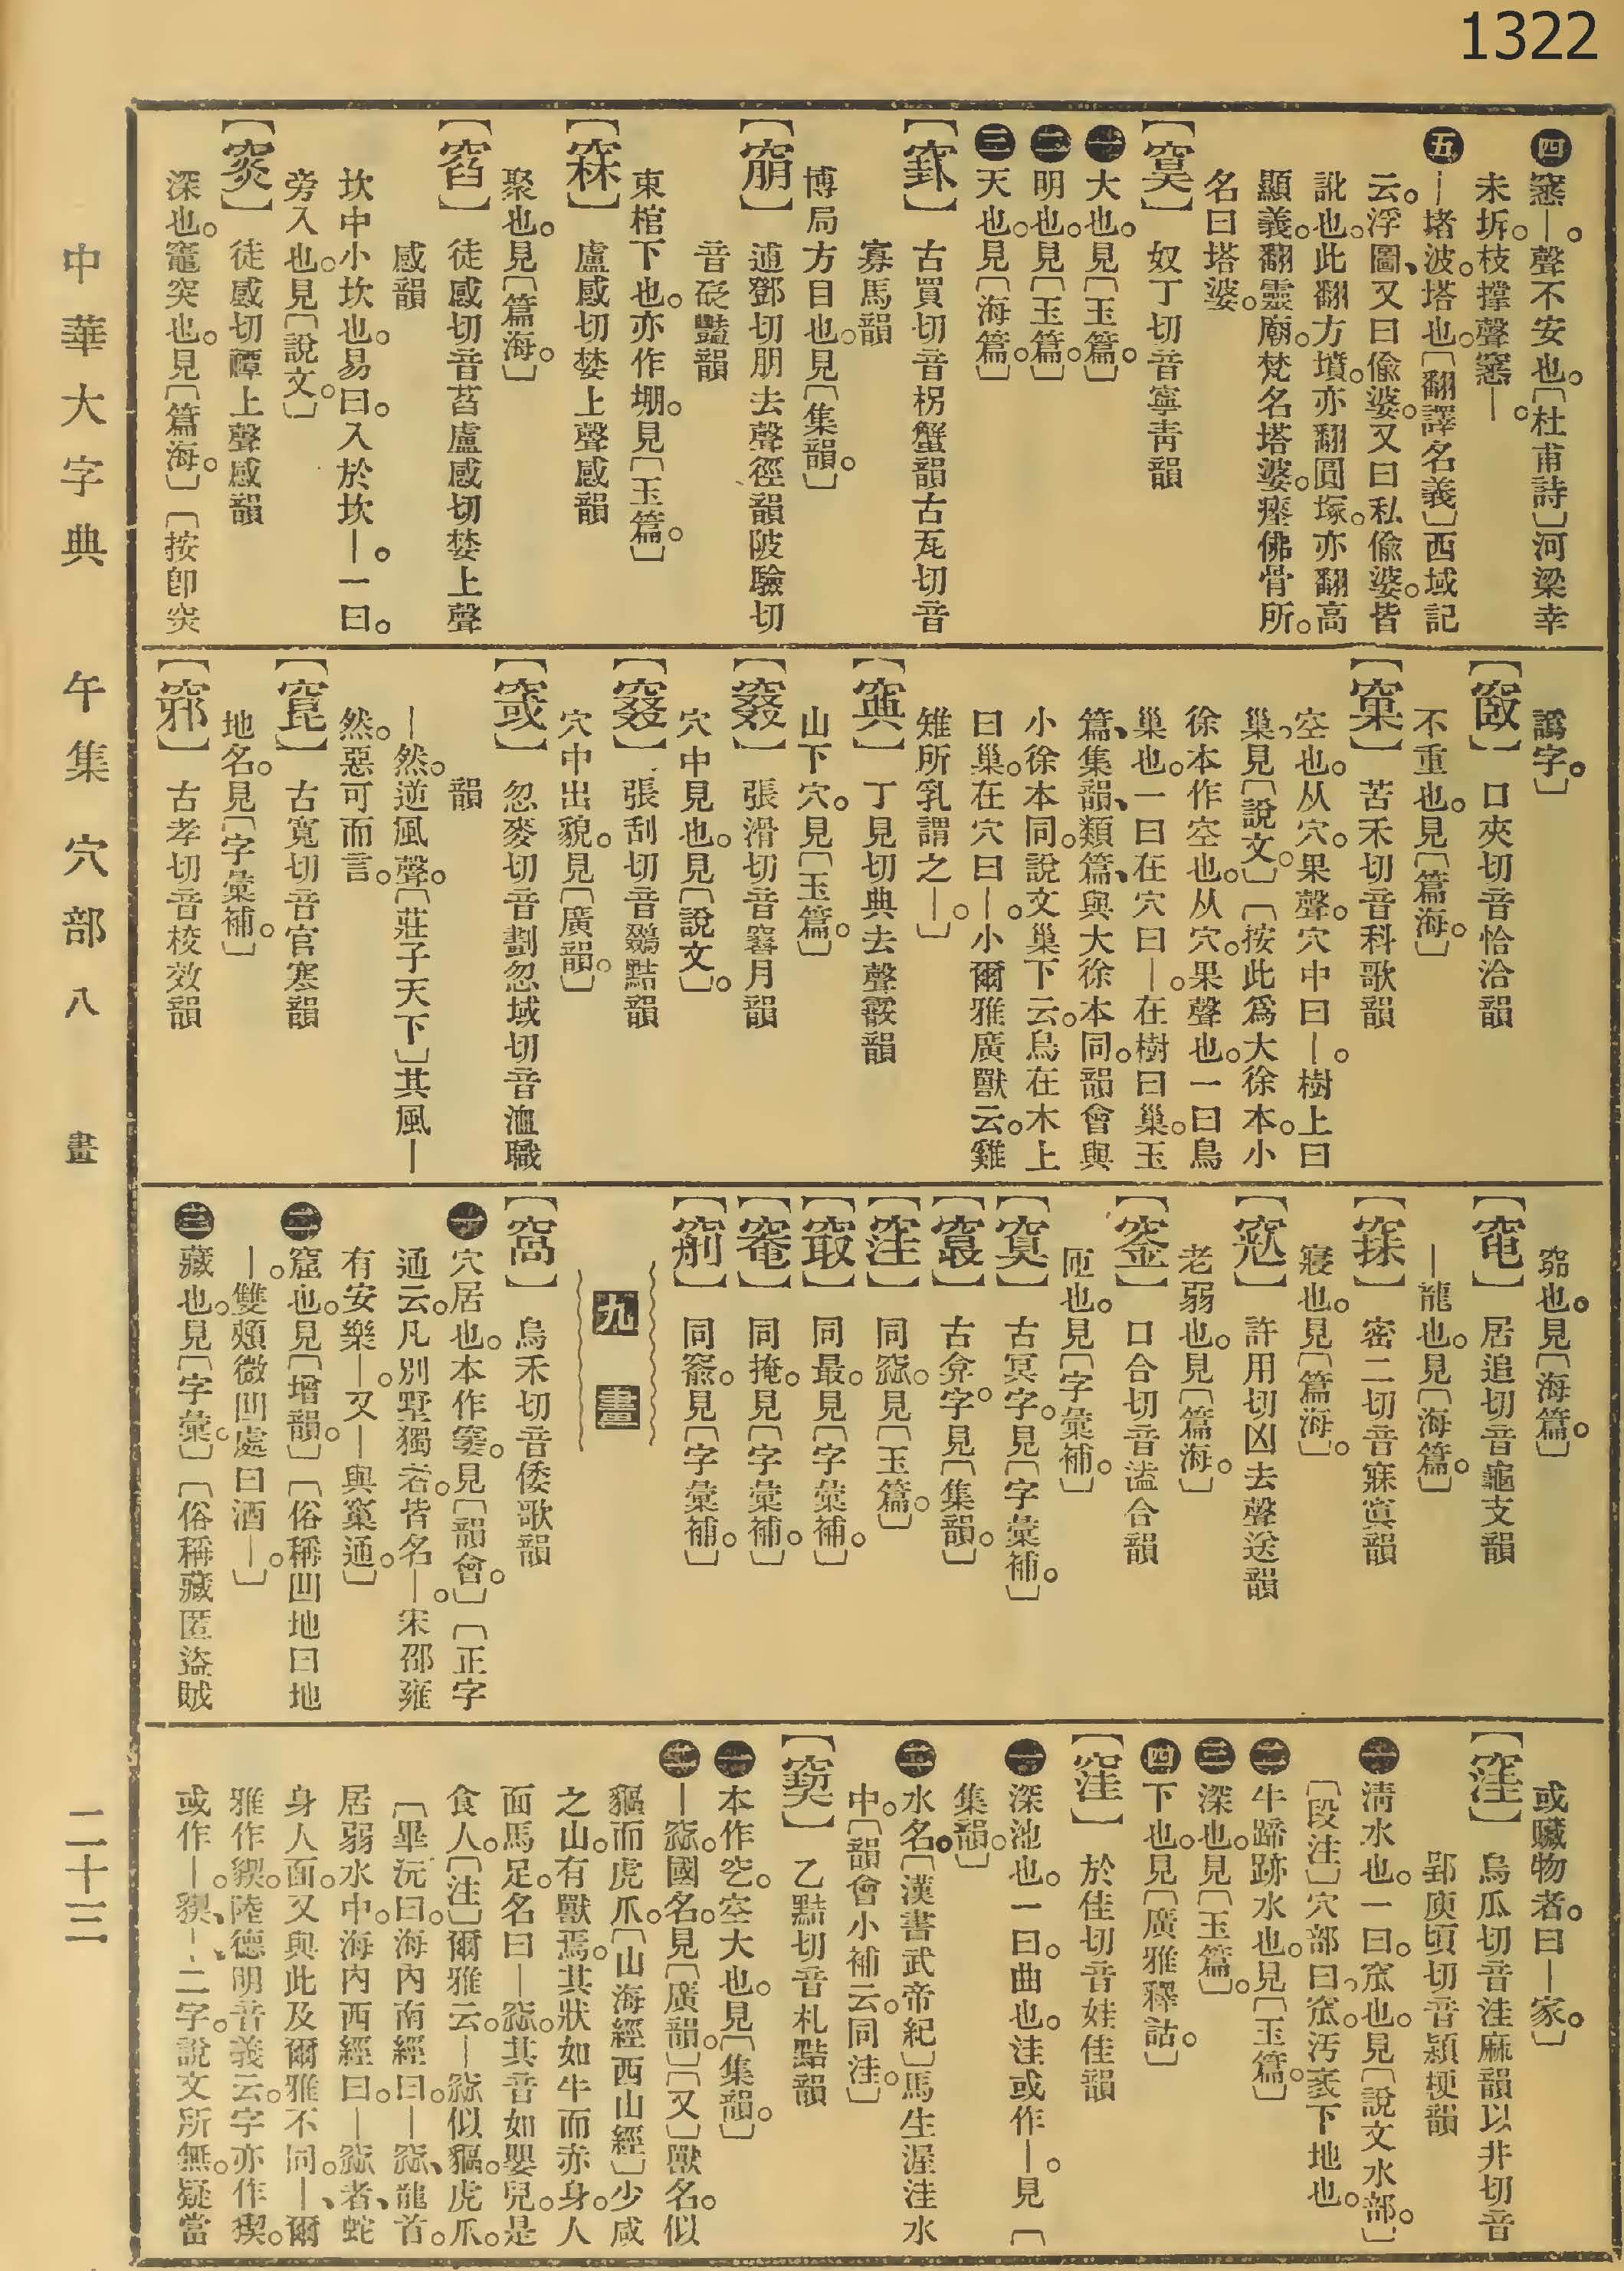 1322
㊃窸｜。聲不安也。〔杜甫詩〕河梁幸
未拆。枝撐聲窸｜。
㊄｜堵波。塔也。〔翻譯名義〕西域記
云。浮圖、又曰偷婆。又曰私偷婆。皆
訛也。此翻方墳。亦翻圓塚。亦翻高
顯義。翻靈廟。梵名塔婆。瘞佛骨所。
名曰塔婆。
【窴】奴丁切音寧靑韻
㊀大也。見〔玉篇。〕
㊁明也。見〔玉篇。〕
㊂天也。見〔海篇。〕
古買切音枴蟹韻古瓦切音
寡馬韻
博局方目也。見〔集韻。〕
【堋】逋鄧切朋去聲徑韻陂驗切
音砭豔韻
束棺下也。亦作堋。見〔玉篇。〕
盧感切婪上聲感韻
聚也。見〔篇海。〕
【窞】徒感切音萏盧感切婪上聲
感韻
坎中小坎也。易曰。入於坎｜。一曰。
旁入也。見〔說文。〕
徒感切禫上聲感韻
深也。竈突也。見〔篇海。〕〔按卽突
譌字。〕
口夾切音恰洽韻
不重也。見〔篇海。〕
【窠】苦禾切音科歌韻
空也。从穴。果聲。穴中曰｜。樹上曰
巢。見〔說文。〕〔按此爲大徐本。小
徐本作空也。从穴。果聲也。一曰鳥
巢也。一曰在穴曰｜。在樹曰巢。玉
篇、集韻、類篇、與大徐本同。韻會與
小徐本同。說文巢下云。鳥在木上
曰巢。在穴曰｜。小爾雅廣獸云。雞
雉所乳謂之｜。〕
丁見切典去聲霰韻
山下穴。見〔玉篇。〕
【窡】張滑切音窡月韻
穴中見也。見〔說文。〕
【窡】張刮切音鵽黠韻
穴中出貌。見〔廣韻。〕
【窢】忽麥切音劃忽域切音洫職
韻
｜然。逆風聲。〔莊子天下〕其風｜
然。惡可而言。
古寬切音官寒韻
地名。見〔字彙補。〕
古孝切音校效韻
窌也。見〔海篇。〕
居追切音龜支韻
｜龍也。見〔海篇。〕
密二切音寐寘韻
寢也。見〔篇海。〕
許用切凶去聲送韻
老弱也。見〔篇海。〕
口合切音溘合韻
匝也。見〔字彙補。〕
古冥字。見〔字彙補。〕
古弇字。見〔集韻。〕
同窊。見〔玉篇。〕
同最。見〔字彙補。〕
同掩。見〔字彙補。〕
同窾。見〔字彙補。〕
九畫
【窩】烏禾切音倭歌韻
㊀穴居也。本作窠。見〔韻會。〕〔正字
通云。凡別墅獨者。皆名｜。宋邵雍
有安樂｜。又｜與窠通。〕
㊁窟也。見〔增韻。〕〔俗稱凹地曰地
｜。雙頰微凹處曰酒｜。〕
㊂藏也。見〔字彙。〕〔俗稱藏匿盜賊
或贓物者。曰｜家。〕
【窪】烏瓜切音洼麻韻以井切音
郢庾頃切音潁梗韻
㊀淸水也。一曰。窊也。見〔說文水部。〕
〔段注〕穴部曰。窊。汚衺下地也。
㊁牛蹄跡水也。見〔玉篇。〕
㊂深也。見〔玉篇。〕
㊃下也。見〔廣雅釋詁。〕
【窪】於佳切音娃佳韻
㊀深池也。一曰。曲也。洼或作｜。見〔
集韻。〕
㊁水名。〔漢書武帝紀〕馬生渥洼水
中。〔韻會小補云。同洼。〕
【窫】乙黠切音札黠韻
㊀本作空。空大也。見〔集韻。〕
㊁｜窳。國名。見〔廣韻。〕〔又〕獸名。似
貙而虎爪。〔山海經西山經〕少咸
之山。有獸焉。其狀如牛而赤身。人
面馬足。名曰｜窳。其音如嬰兒。是
食人。〔注〕爾雅云。｜窳似貙。虎爪。
〔畢沅曰。海內南經曰。｜窳、龍首。
居弱水中。海內西經曰。｜窳者、蛇
身人面。又與此及爾雅不同。｜、爾
雅作猰。陸德明音義云。字亦作猰。
或作｜。猰、｜、二字。說文所無。疑當
中華大字典　午集　穴部　八畫　二十三